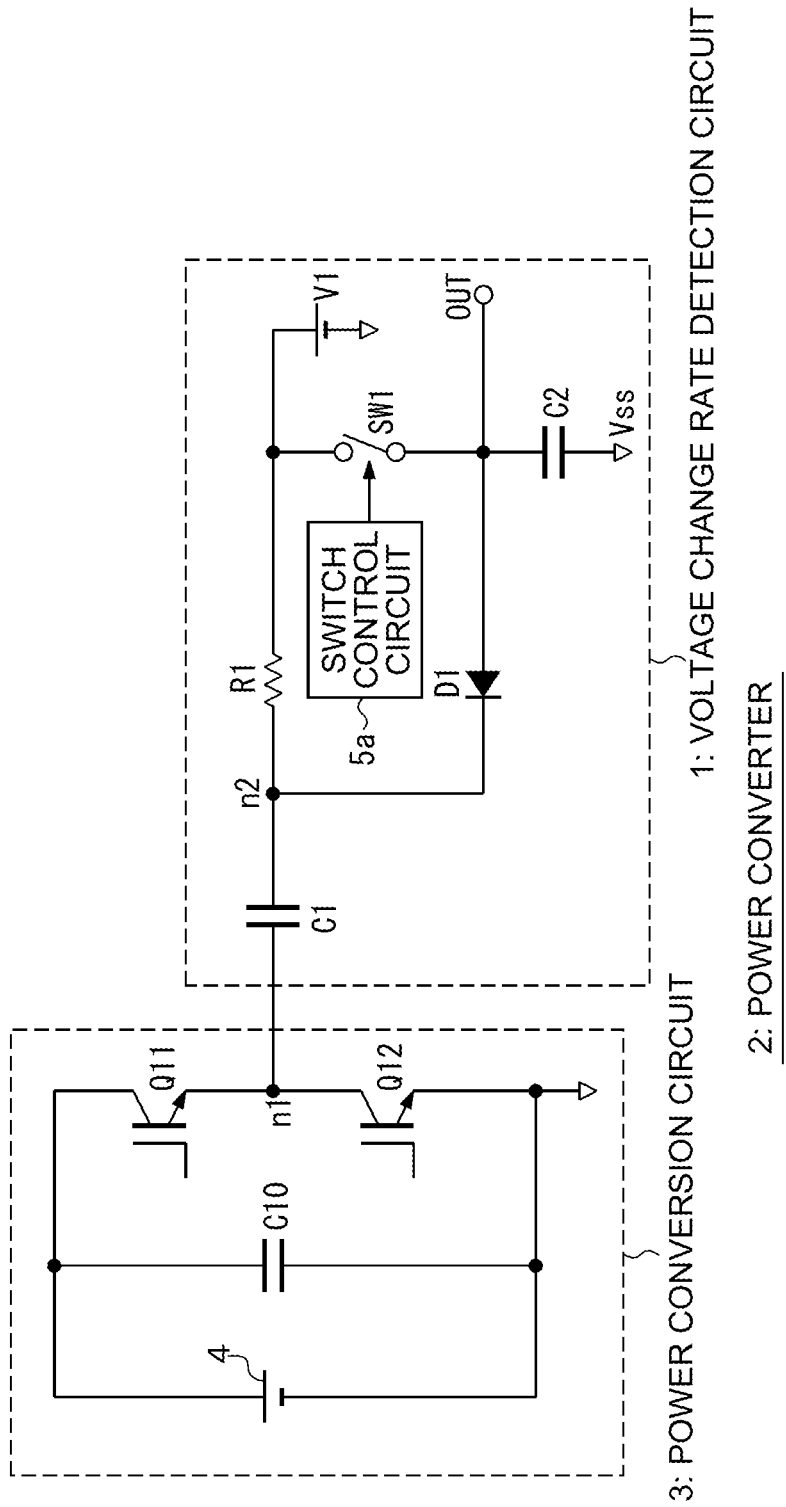 3: POWER CONVERSION CIRCUIT
4
C10
Q11
n1
Q12
C1
n2
R1
5a
SWITCH
CONTROL
CIRCUIT
D1
SW1
V1
OUT
C2
Vss
1: VOLTAGE CHANGE RATE DETECTION CIRCUIT
2: POWER CONVERTER